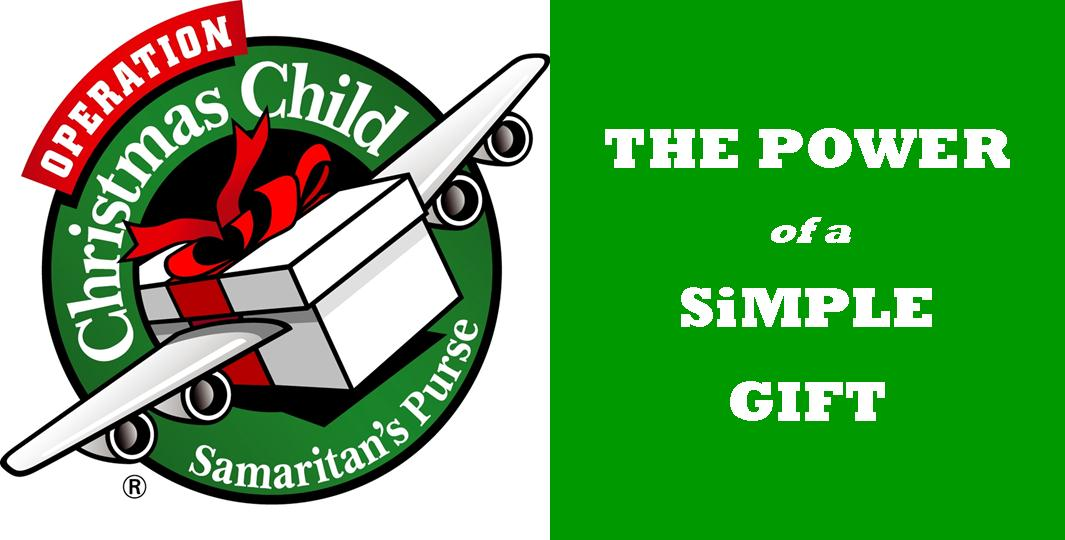 OPERATION
Christmas Child
Samaritan's Purse
®
THE POWER
of a
SiMPLE
GIFT